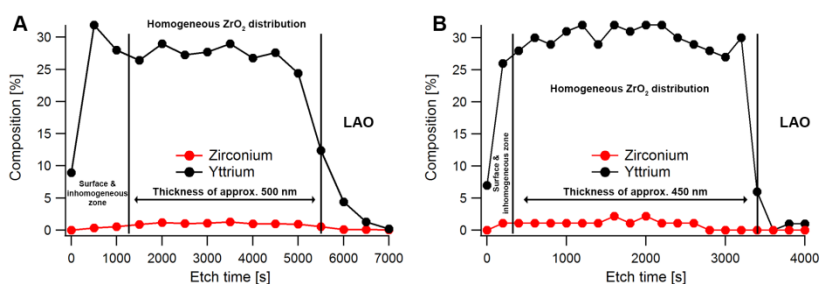 A
Homogeneous ZrO₂ distribution
Composition [%]
30
25
20
15
10
5
0
Surface &
inhomogeneous
zone
Zirconium
Yttrium
Thickness of approx. 500 nm
LAO
0 1000 2000 3000 4000 5000 6000 7000
Etch time [s]
B
Composition [%]
30
25
20
15
10
5
0
Surface &
inhomogeneous zone
Homogeneous ZrO₂ distribution
Zirconium
Yttrium
Thickness of approx. 450 nm
LAO
0 1000 2000 3000 4000
Etch time [s]